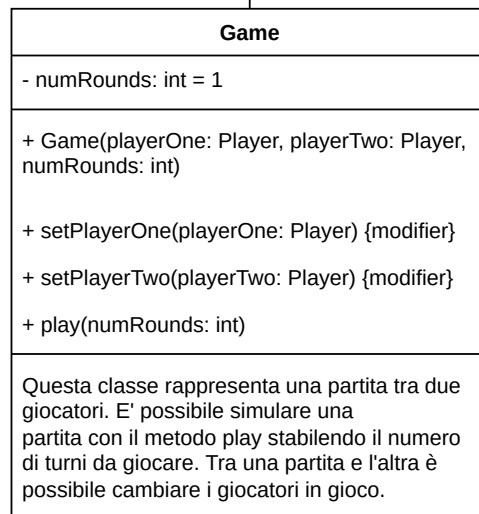 Game
- numRounds: int = 1
+ Game(playerOne: Player, playerTwo: Player,
numRounds: int)
+ setPlayerOne(playerOne: Player) {modifier}
+ setPlayerTwo(playerTwo: Player) {modifier}
+ play(numRounds: int)
Questa classe rappresenta una partita tra due
giocatori. E' possibile simulare una
partita con il metodo play stabilendo il numero
di turni da giocare. Tra una partita e l'altra è
possibile cambiare i giocatori in gioco.